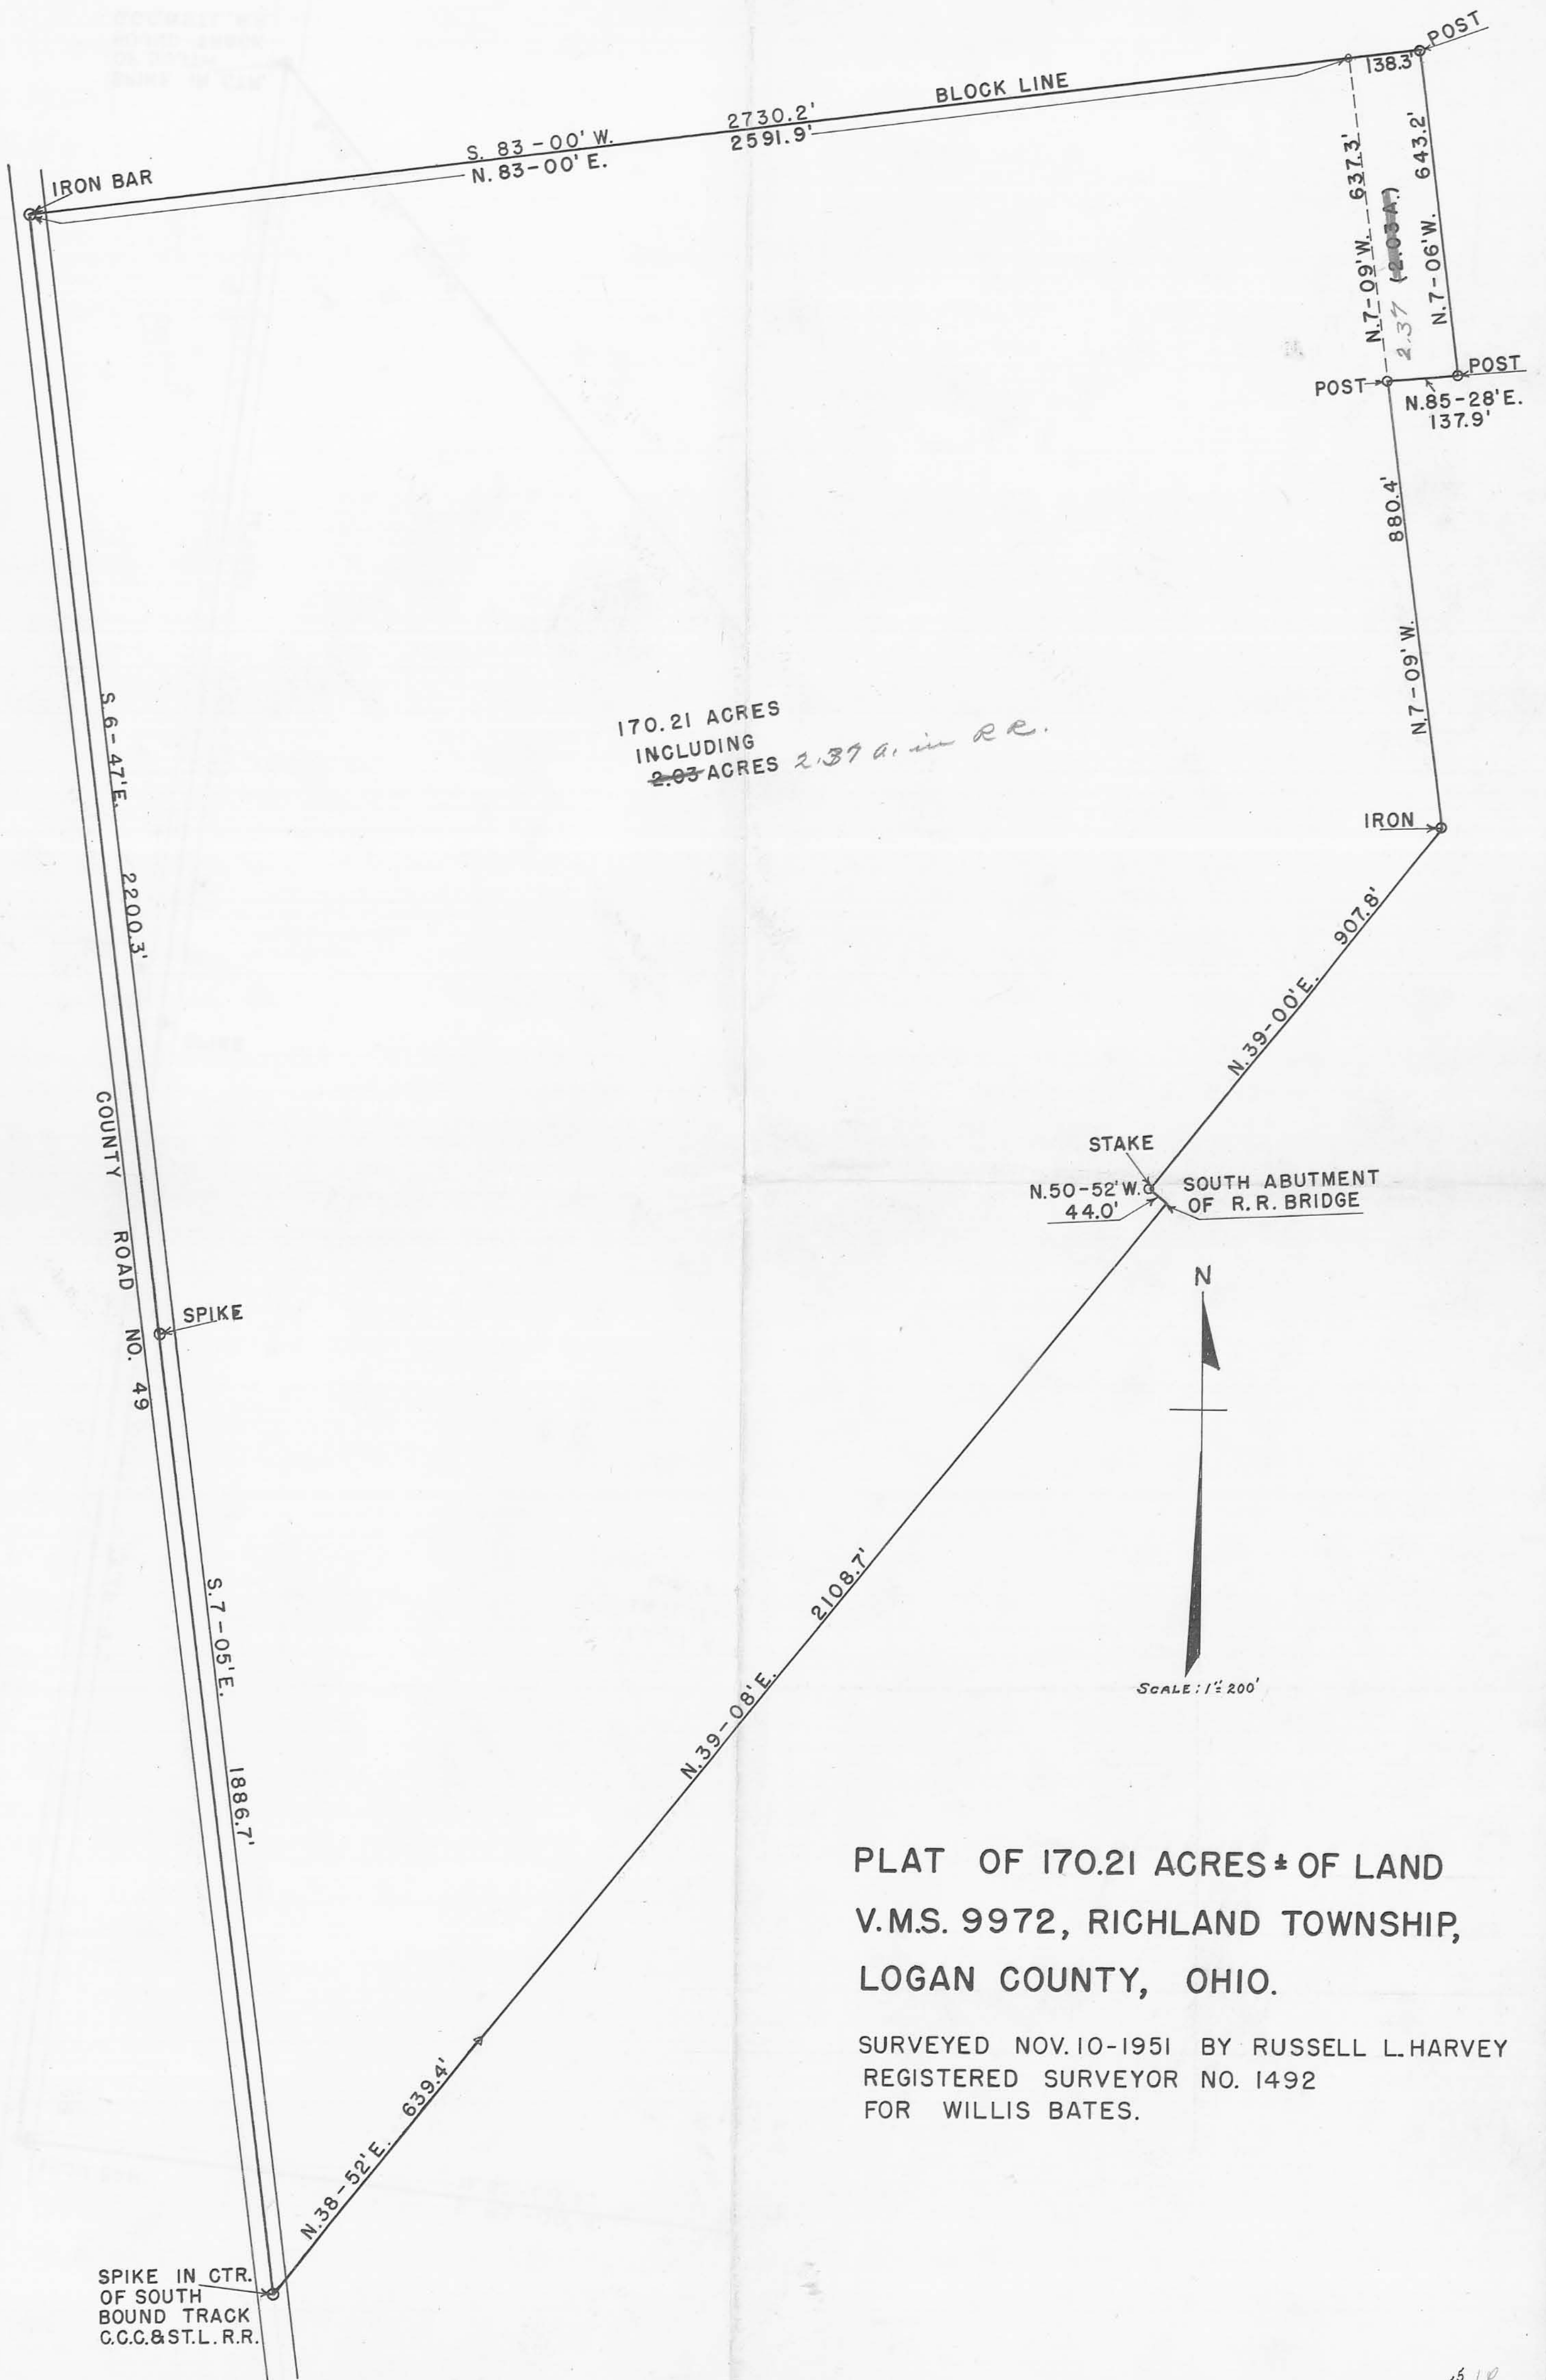 POST
138.3'
BLOCK LINE
2730.2'
2591.9'
S. 83-00' W.
N. 83-00' E.
IRON BAR
N.7-09'W. 637.3'
2.37 (2.03 A.)
N.7-06'W. 643.2'
POST
POST
N.85-28'E.
137.9'
880.4'
N.7-09'W.
S.6-47'E. 2200.3'
170.21 ACRES
INCLUDING
2.03 ACRES 2.37 a. in R R.
IRON
907.8'
N.39-00'E.
STAKE
N.50-52'W.
44.0'
SOUTH ABUTMENT
OF R.R. BRIDGE
COUNTY ROAD NO. 49
SPIKE
N
SCALE: 1"=200'
2108.7'
N.39-08'E.
S.7-05'E. 1886.7'
PLAT OF 170.21 ACRES ± OF LAND
V.M.S. 9972, RICHLAND TOWNSHIP,
LOGAN COUNTY, OHIO.
SURVEYED NOV. 10-1951 BY RUSSELL L. HARVEY
REGISTERED SURVEYOR NO. 1492
FOR WILLIS BATES.
639.4'
N.38-52'E.
SPIKE IN CTR.
OF SOUTH
BOUND TRACK
C.C.C.&ST.L.R.R.